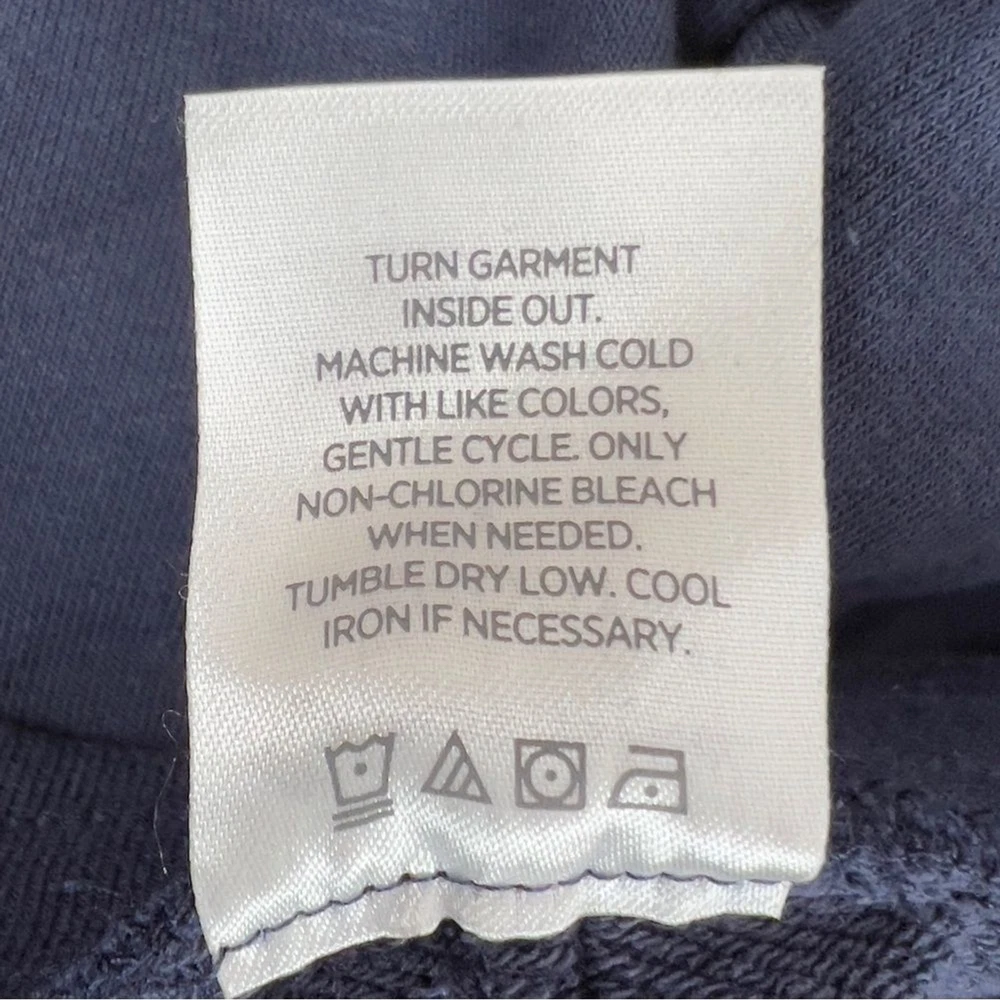 TURN GARMENT
INSIDE OUT.
MACHINE WASH COLD
WITH LIKE COLORS,
GENTLE CYCLE. ONLY
NON-CHLORINE BLEACH
WHEN NEEDED.
TUMBLE DRY LOW. COOL
IRON IF NECESSARY.